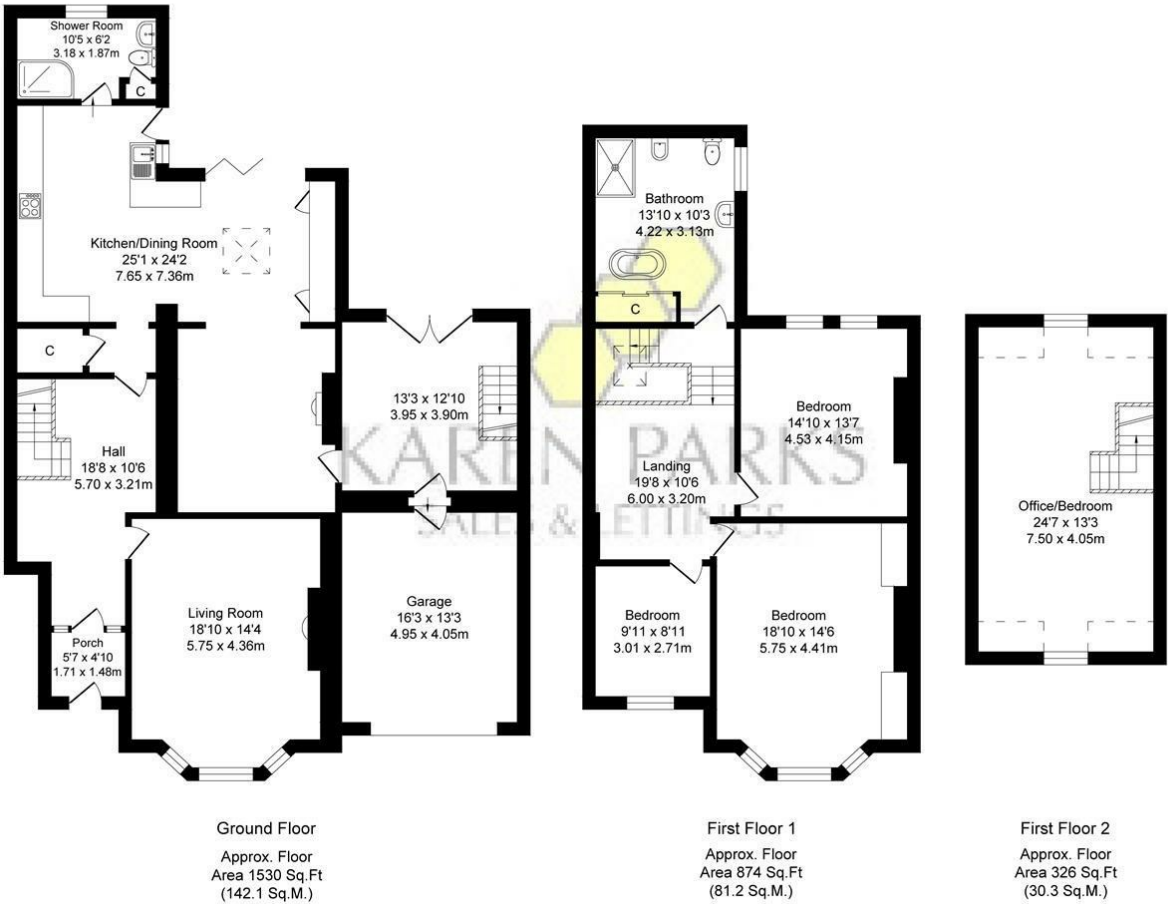 Shower Room
10'5 x 6'2
3.18 x 1.87m
C
Kitchen/Dining Room
25'1 x 24'2
7.65 x 7.36m
C
13'3 x 12'10
3.95 x 3.90m
Hall
18'8 x 10'6
5.70 x 3.21m
Living Room
18'10 x 14'4
5.75 x 4.36m
Garage
16'3 x 13'3
4.95 x 4.05m
Porch
5'7 x 4'10
1.71 x 1.48m
Bathroom
13'10 x 10'3
4.22 x 3.13m
C
Bedroom
14'10 x 13'7
4.53 x 4.15m
Landing
19'8 x 10'6
6.00 x 3.20m
Bedroom
9'11 x 8'11
3.01 x 2.71m
Bedroom
18'10 x 14'6
5.75 x 4.41m
Office/Bedroom
24'7 x 13'3
7.50 x 4.05m
KAREN PARKS
SALES & LETTINGS
Ground Floor
Approx. Floor
Area 1530 Sq.Ft
(142.1 Sq.M.)
First Floor 1
Approx. Floor
Area 874 Sq.Ft
(81.2 Sq.M.)
First Floor 2
Approx. Floor
Area 326 Sq.Ft
(30.3 Sq.M.)